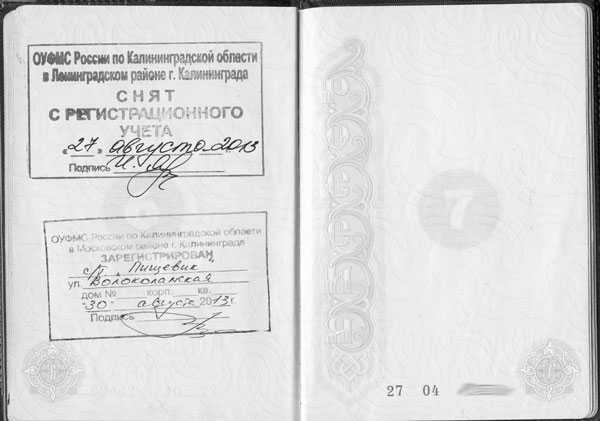 ОУФМС России по Калининградской области
в Ленинградском районе г. Калининграда
СНЯТ
С РЕГИСТРАЦИОННОГО
УЧЕТА
«27» августа 2013
Подпись
ОУФМС России по Калининградской области
в Московском районе г. Калининграда
ЗАРЕГИСТРИРОВАН
с/т Пищевик
ул. Волоколамская
дом № корп. кв.
«30» августа 2013г.
Подпись
7
27 04